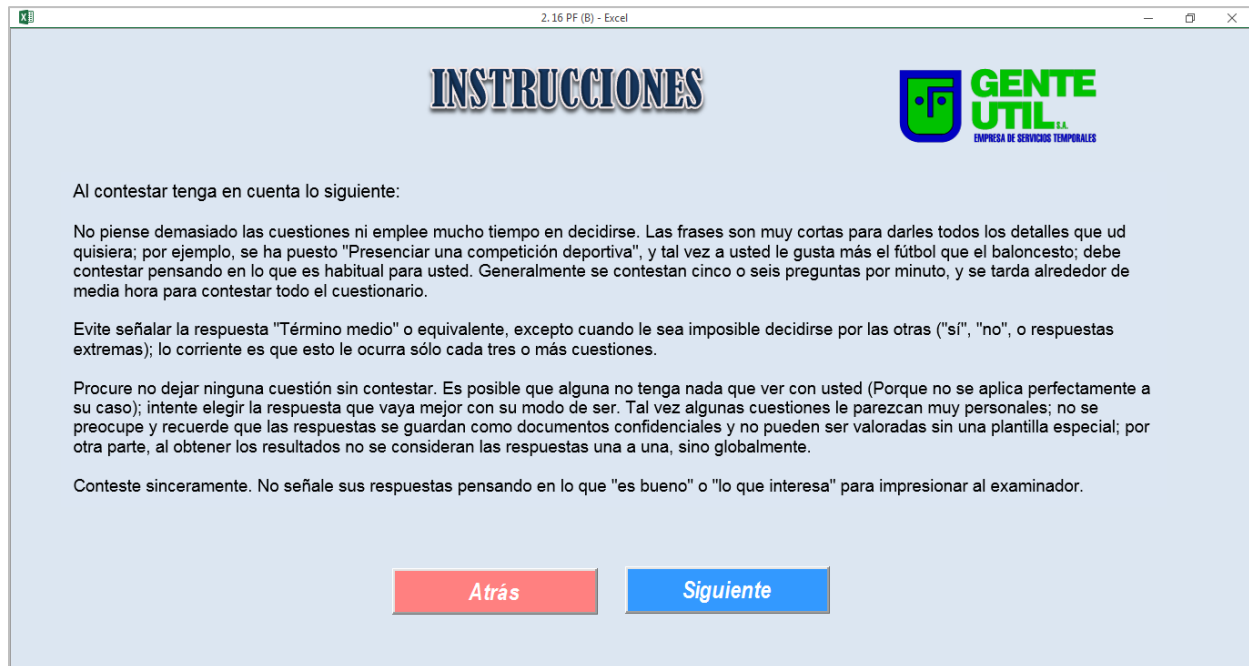 2. 16 PF (B) - Excel
INSTRUCCIONES
GENTE
UTIL S.A.
EMPRESA DE SERVICIOS TEMPORALES
Al contestar tenga en cuenta lo siguiente:
No piense demasiado las cuestiones ni emplee mucho tiempo en decidirse. Las frases son muy cortas para darles todos los detalles que ud
quisiera; por ejemplo, se ha puesto "Presenciar una competición deportiva", y tal vez a usted le gusta más el fútbol que el baloncesto; debe
contestar pensando en lo que es habitual para usted. Generalmente se contestan cinco o seis preguntas por minuto, y se tarda alrededor de
media hora para contestar todo el cuestionario.
Evite señalar la respuesta "Término medio" o equivalente, excepto cuando le sea imposible decidirse por las otras ("sí", "no", o respuestas
extremas); lo corriente es que esto le ocurra sólo cada tres o más cuestiones.
Procure no dejar ninguna cuestión sin contestar. Es posible que alguna no tenga nada que ver con usted (Porque no se aplica perfectamente a
su caso); intente elegir la respuesta que vaya mejor con su modo de ser. Tal vez algunas cuestiones le parezcan muy personales; no se
preocupe y recuerde que las respuestas se guardan como documentos confidenciales y no pueden ser valoradas sin una plantilla especial; por
otra parte, al obtener los resultados no se consideran las respuestas una a una, sino globalmente.
Conteste sinceramente. No señale sus respuestas pensando en lo que "es bueno" o "lo que interesa" para impresionar al examinador.
Atrás
Siguiente